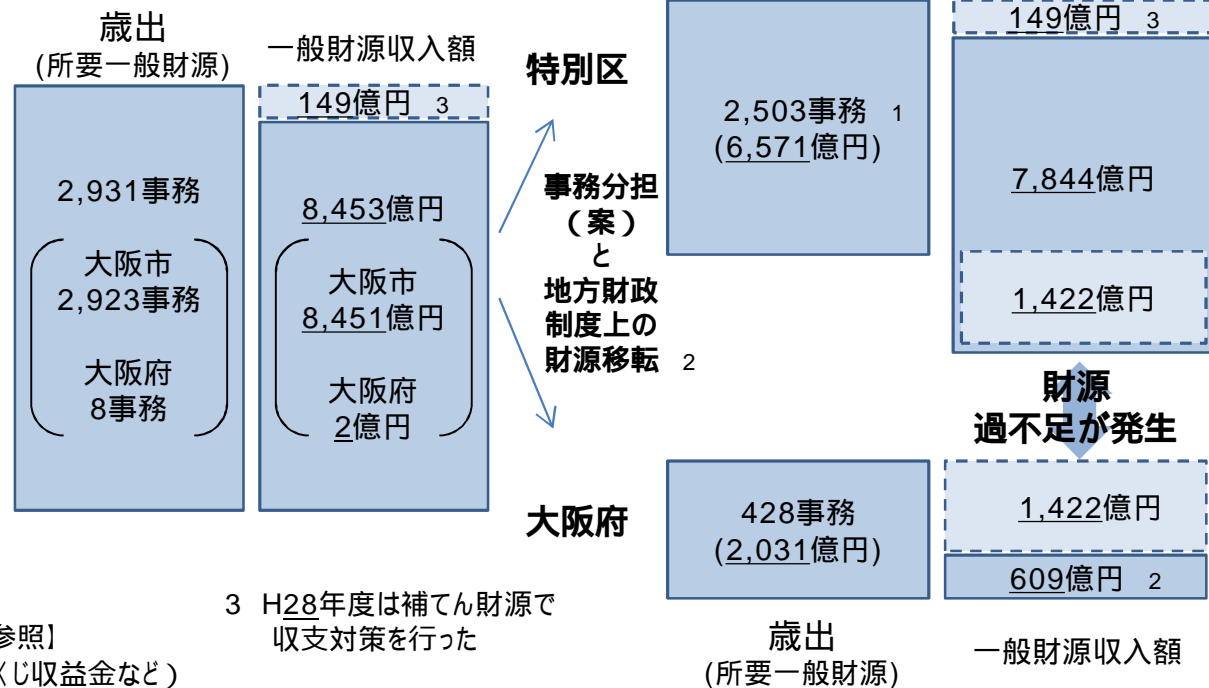 歳出
(所要一般財源)
一般財源収入額
149億円 3
2,931事務
大阪市
2,923事務
大阪府
8事務
8,453億円
大阪市
8,451億円
大阪府
2億円
特別区
事務分担
(案)
と
地方財政
制度上の
財源移転 2
大阪府
2,503事務 1
(6,571億円)
149億円 3
7,844億円
1,422億円
財源
過不足が発生
428事務
(2,031億円)
1,422億円
609億円 2
歳出
(所要一般財源)
一般財源収入額
3 H28年度は補てん財源で
収支対策を行った
参照】
くじ収益金など)